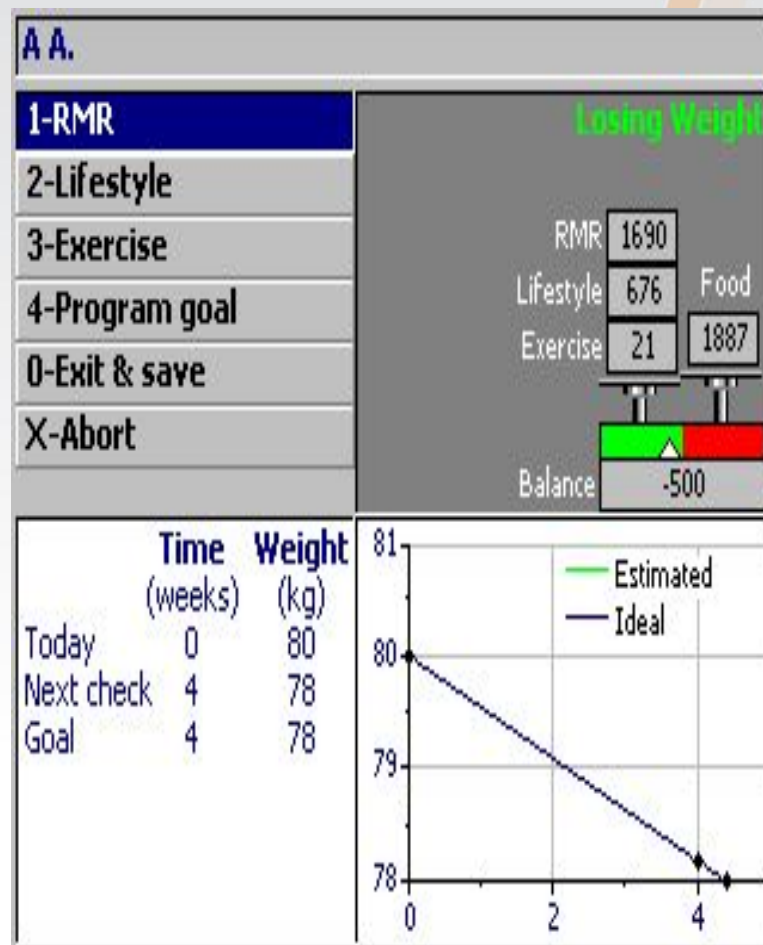 A A.
1-RMR
2-Lifestyle
3-Exercise
4-Program goal
0-Exit & save
X-Abort
Losing Weight
RMR 1690
Lifestyle 676 Food
Exercise 21 1887
Balance -500
Time Weight
(weeks) (kg)
Today 0 80
Next check 4 78
Goal 4 78
81
80
79
78
0 2 4
Estimated
Ideal